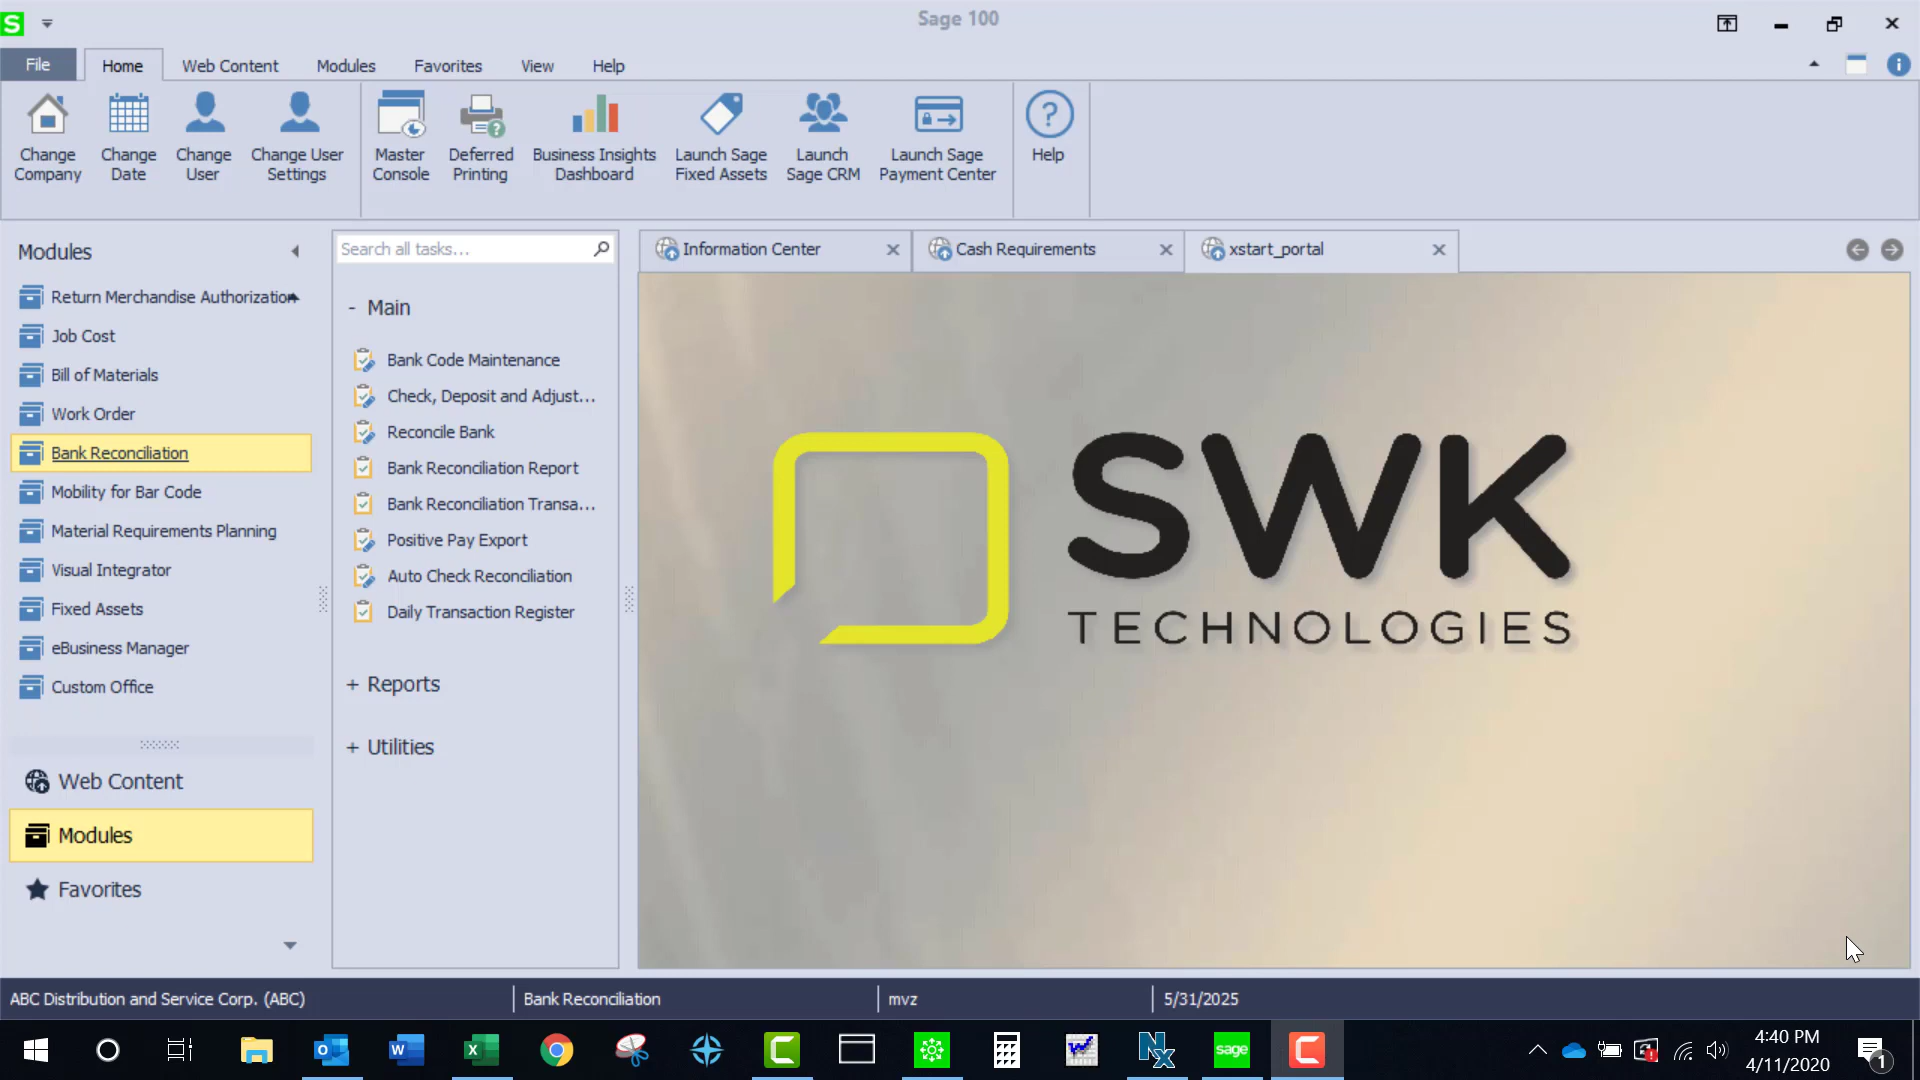 Sage 100
File
Home
Web Content
Modules
Favorites
View
Help
Change
Company
Change
Date
Change
User
Change User
Settings
Master
Console
Deferred
Printing
Business Insights
Dashboard
Launch Sage
Fixed Assets
Launch
Sage CRM
Launch Sage
Payment Center
Help
Modules
Return Merchandise Authorization
Job Cost
Bill of Materials
Work Order
Bank Reconciliation
Mobility for Bar Code
Material Requirements Planning
Visual Integrator
Fixed Assets
eBusiness Manager
Custom Office
Web Content
Modules
Favorites
Search all tasks...
- Main
Bank Code Maintenance
Check, Deposit and Adjust...
Reconcile Bank
Bank Reconciliation Report
Bank Reconciliation Transa...
Positive Pay Export
Auto Check Reconciliation
Daily Transaction Register
+ Reports
+ Utilities
Information Center
Cash Requirements
xstart_portal
SWK
TECHNOLOGIES
ABC Distribution and Service Corp. (ABC)
Bank Reconciliation
mvz
5/31/2025
sage
4:40 PM
4/11/2020
1